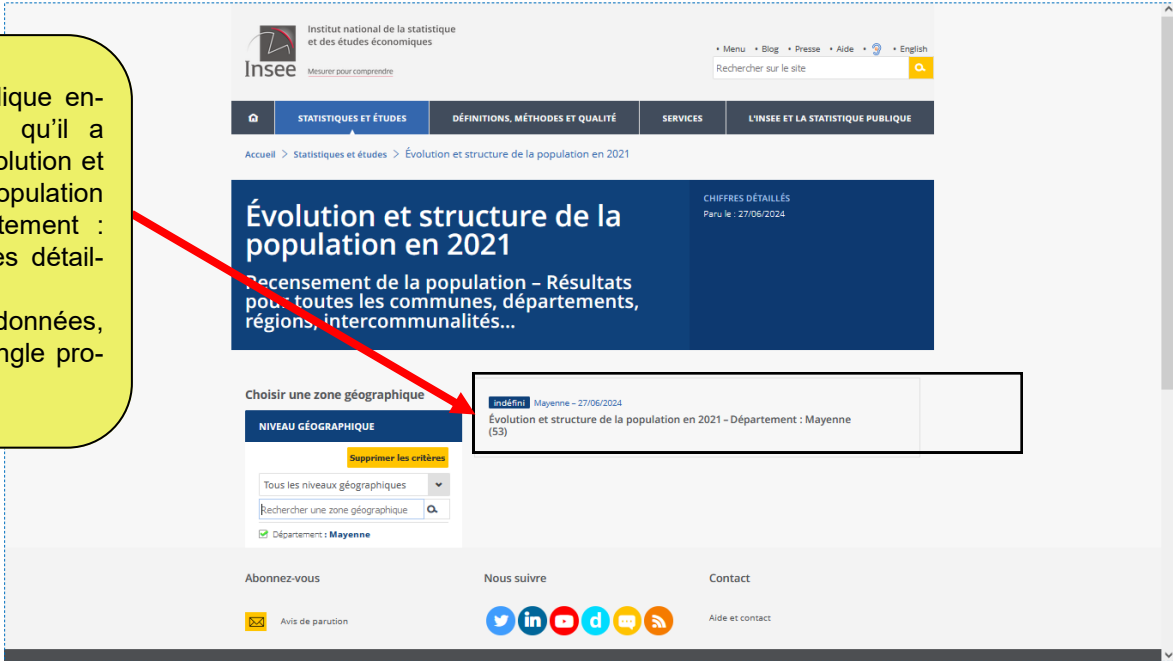 Institut national de la statistique
et des études économiques
Insee
Mesurer pour comprendre
• Menu • Blog • Presse • Aide • • English
Rechercher sur le site
STATISTIQUES ET ÉTUDES DÉFINITIONS, MÉTHODES ET QUALITÉ SERVICES L'INSEE ET LA STATISTIQUE PUBLIQUE
Accueil > Statistiques et études > Évolution et structure de la population en 2021
lique en-
qu'il a
olution et
opulation
tement :
es détail-
données,
ngle pro-
Évolution et structure de la
population en 2021
Recensement de la population – Résultats
pour toutes les communes, départements,
régions, intercommunalités...
CHIFFRES DÉTAILLÉS
Paru le : 27/06/2024
Choisir une zone géographique
NIVEAU GÉOGRAPHIQUE
Supprimer les critères
Tous les niveaux géographiques
Rechercher une zone géographique
Département : Mayenne
indéfini Mayenne – 27/06/2024
Évolution et structure de la population en 2021 – Département : Mayenne
(53)
Abonnez-vous
Avis de parution
Nous suivre
Contact
Aide et contact